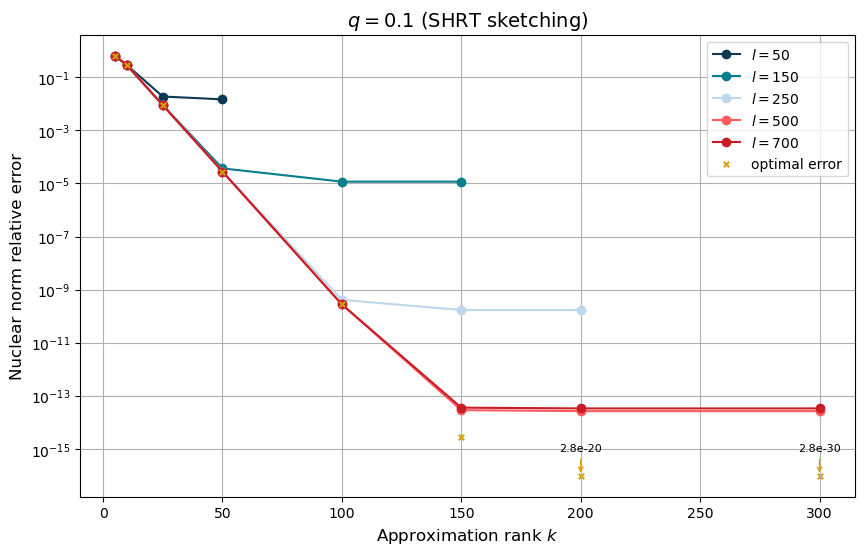 q = 0.1 (SHRT sketching)
Nuclear norm relative error
10⁻¹
10⁻³
10⁻⁵
10⁻⁷
10⁻⁹
10⁻¹¹
10⁻¹³
10⁻¹⁵
l = 50
l = 150
l = 250
l = 500
l = 700
optimal error
2.8e-20
2.8e-30
0 50 100 150 200 250 300
Approximation rank k